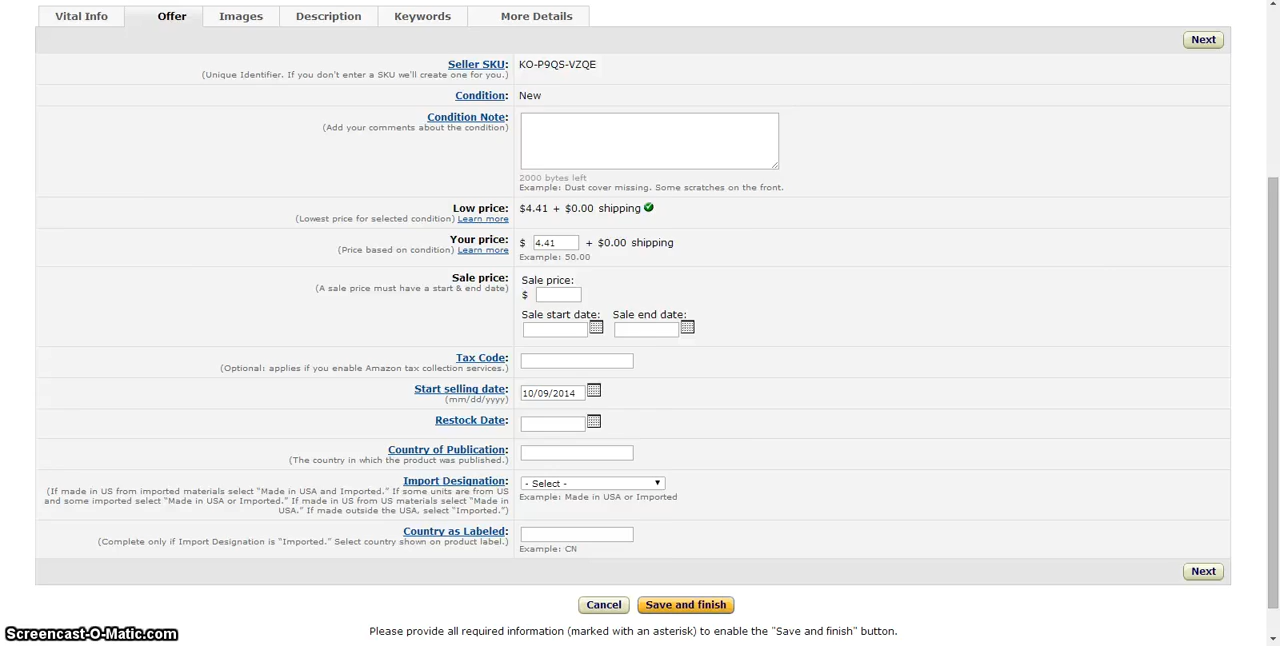 Vital Info
Offer
Images
Description
Keywords
More Details
Next
Seller SKU: KO-P9QS-VZQE
(Unique Identifier. If you don't enter a SKU we'll create one for you.)
Condition: New
Condition Note:
(Add your comments about the condition)
2000 bytes left
Example: Dust cover missing. Some scratches on the front.
Low price: $4.41 + $0.00 shipping
(Lowest price for selected condition) Learn more
Your price: $ 4.41 + $0.00 shipping
(Price based on condition) Learn more
Example: 50.00
Sale price:
(A sale price must have a start & end date)
Sale price:
$
Sale start date: Sale end date:
Tax Code:
(Optional: applies if you enable Amazon tax collection services.)
Start selling date: 10/09/2014
(mm/dd/yyyy)
Restock Date:
Country of Publication:
(The country in which the product was published.)
Import Designation: - Select -
(If made in US from imported materials select “Made in USA and Imported.” If some units are from US
and some imported select “Made in USA or Imported.” If made in US from US materials select “Made in
USA.” If made outside the USA, select “Imported.”)
Example: Made in USA or Imported
Country as Labeled:
(Complete only if Import Designation is “Imported.” Select country shown on product label.)
Example: CN
Next
Cancel
Save and finish
Please provide all required information (marked with an asterisk) to enable the "Save and finish" button.
Screencast-O-Matic.com